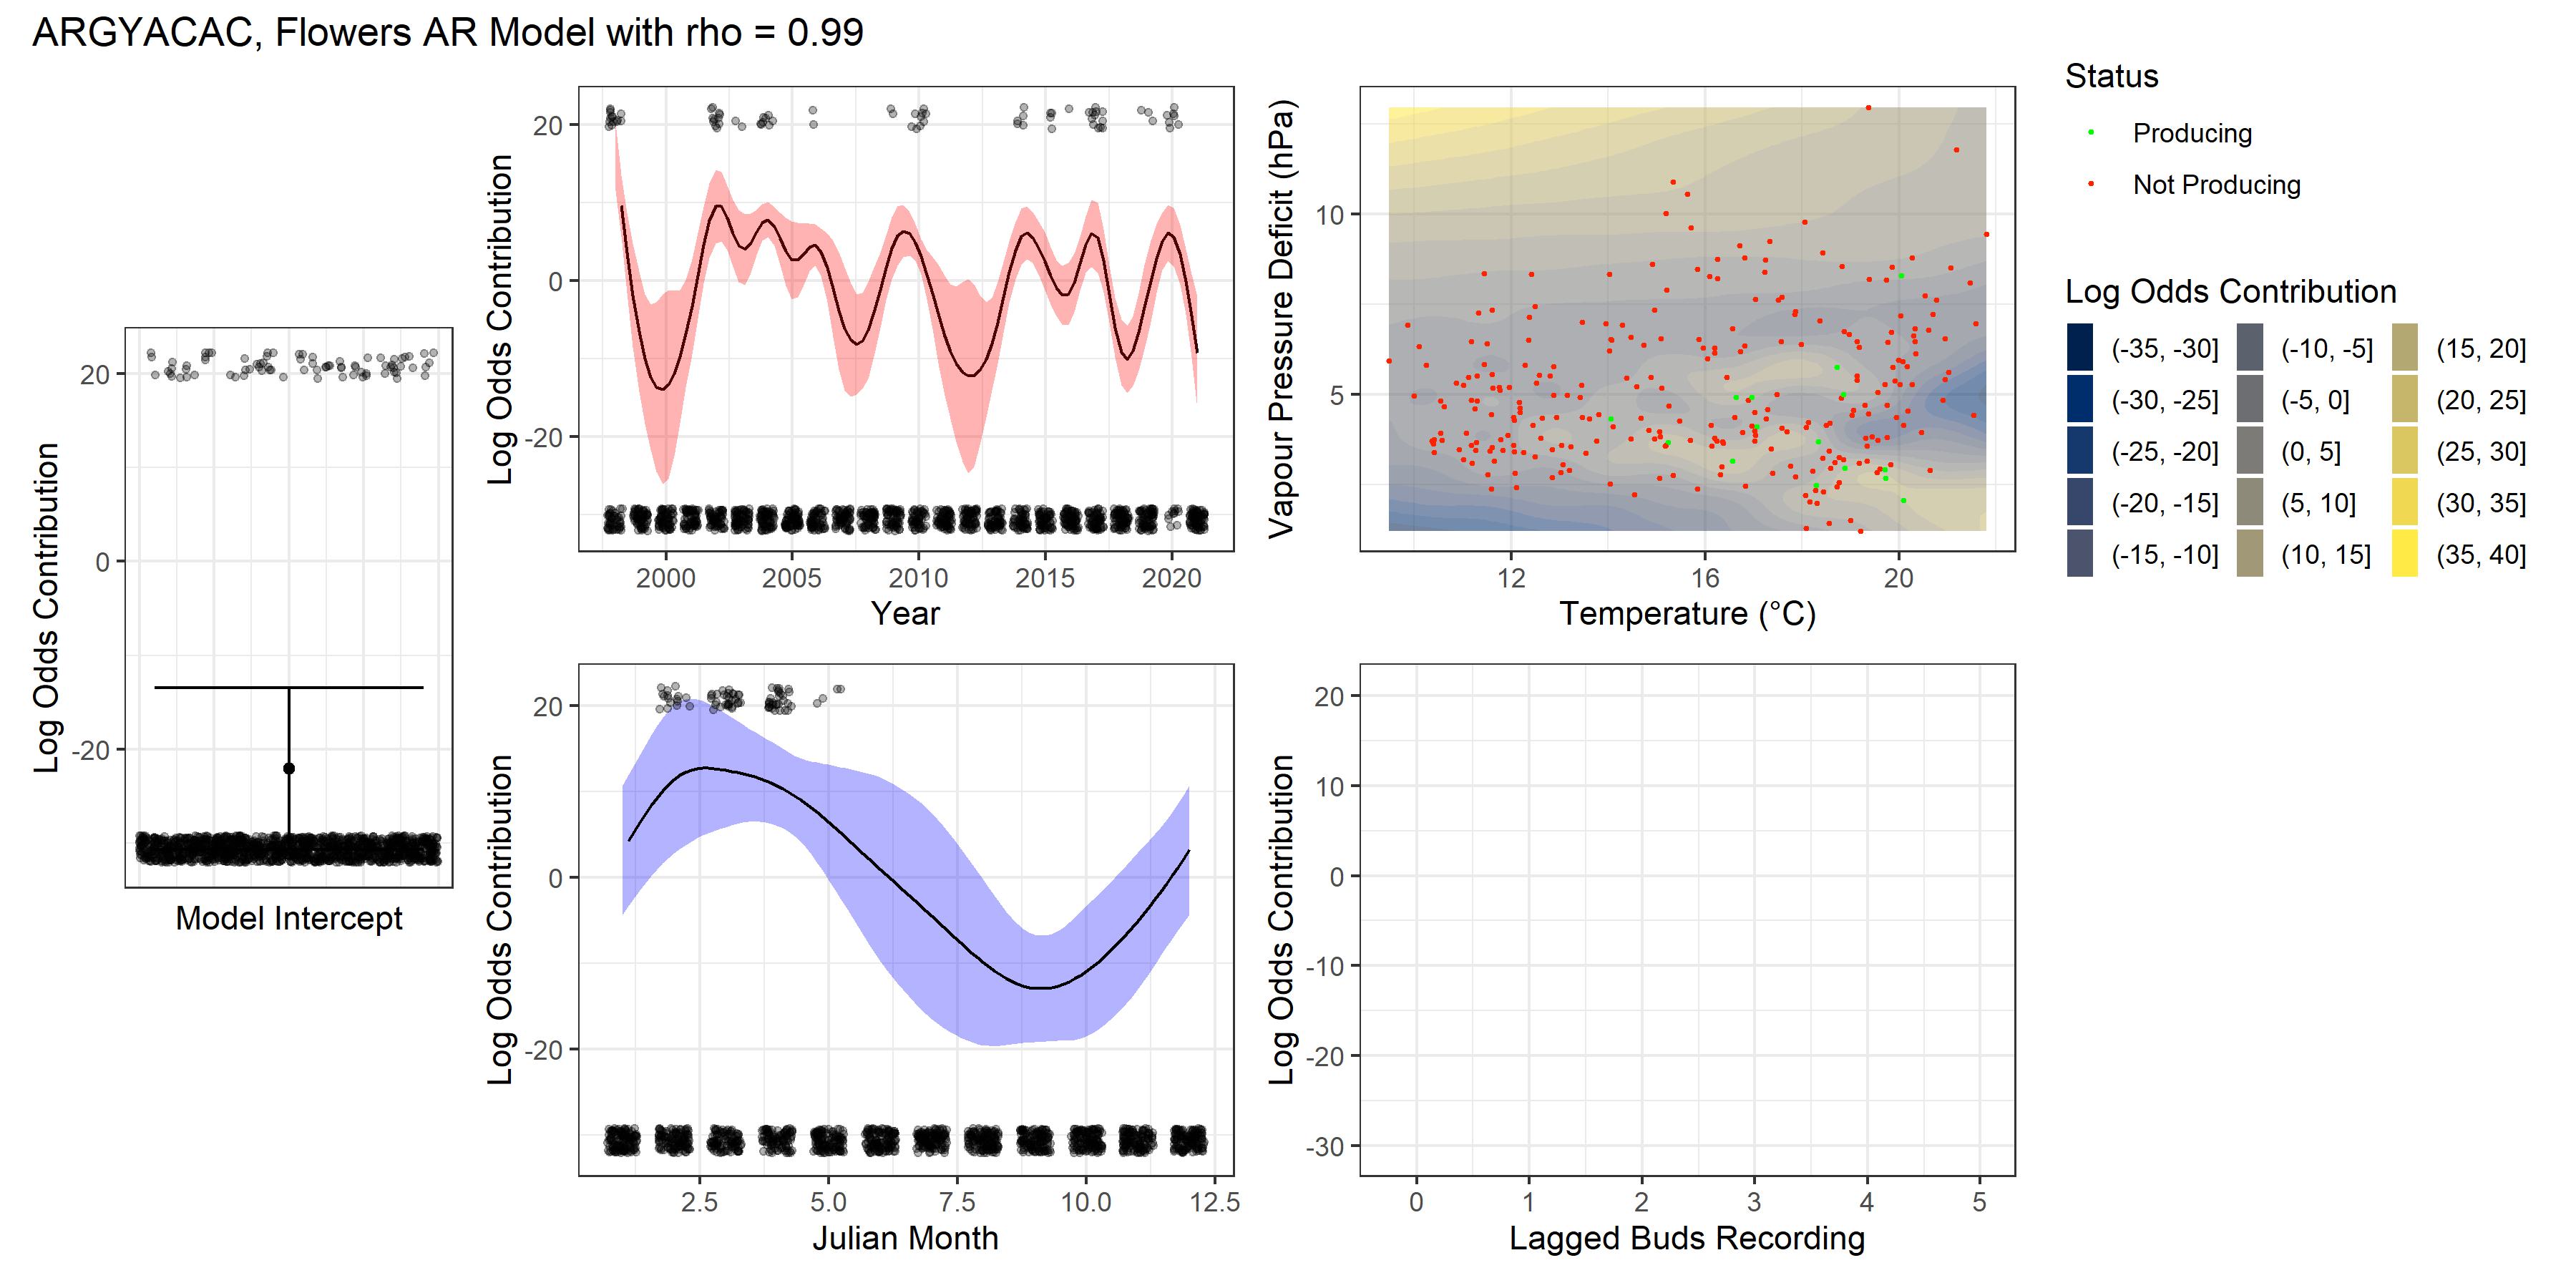 ARGYACAC, Flowers AR Model with rho = 0.99
Log Odds Contribution
20
0
-20
Model Intercept
Log Odds Contribution
20
0
-20
2000 2005 2010 2015 2020
Year
Vapour Pressure Deficit (hPa)
10
5
12 16 20
Temperature (°C)
Status
Producing
Not Producing
Log Odds Contribution
(-35, -30] (-10, -5] (15, 20]
(-30, -25] (-5, 0] (20, 25]
(-25, -20] (0, 5] (25, 30]
(-20, -15] (5, 10] (30, 35]
(-15, -10] (10, 15] (35, 40]
Log Odds Contribution
20
0
-20
2.5 5.0 7.5 10.0 12.5
Julian Month
Log Odds Contribution
20
10
0
-10
-20
-30
0 1 2 3 4 5
Lagged Buds Recording